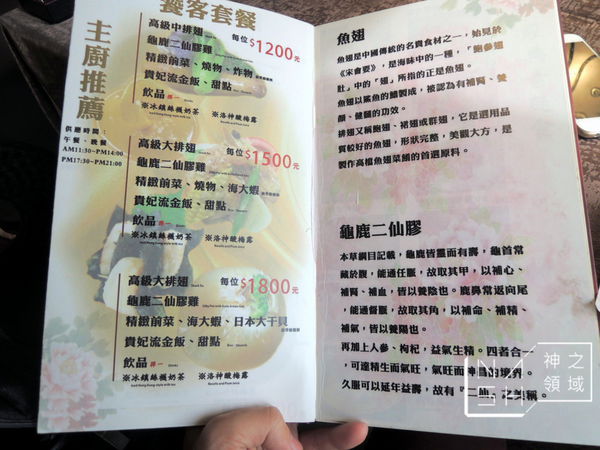 饕客套餐
主廚推薦
供應時間：
午餐、晚餐
AM11:30~PM14:00
PM17:30~PM21:00
高級中排翅 每位$1200元
龜鹿二仙膠雞
精緻前菜、燒物、炸物
貴妃流金飯、甜點
飲品
※冰鎮絲襪奶茶 ※洛神酸梅露
高級大排翅 每位$1500元
龜鹿二仙膠雞
精緻前菜、燒物、海大蝦
貴妃流金飯、甜點
飲品
※冰鎮絲襪奶茶 ※洛神酸梅露
高級大排翅 每位$1800元
龜鹿二仙膠雞
精緻前菜、海大蝦、日本大干貝
貴妃流金飯、甜點
飲品
※冰鎮絲襪奶茶 ※洛神酸梅露
魚翅
魚翅是中國傳統的名貴食材之一，始見於
《宋會要》，是海味中的一種，「鮑參翅
肚」中的「翅」所指的正是魚翅。
魚翅以鯊魚的鰭製成，被認為有補腎、養
顏、健髓的功效。
排翅又稱鮑翅、裙翅或群翅，它是選用品
質較好的魚翅，形狀完整，美觀大方，是
製作高檔魚翅菜餚的首選原料。
龜鹿二仙膠
本草綱目記載，龜鹿皆靈而有壽，龜首常
藏於腹，能通任脈，故取其甲，以補心、
補腎、補血，皆以養陰也。鹿鼻常返向尾
，能通督脈，故取其角，以補命、補精、
補氣，皆以養陽也。
再加上人參、枸杞，益氣生精。四者合一
，可達精生而氣旺，氣旺而神昌的境界。
久服可以延年益壽，故有『二仙』之美稱。
神之
領域